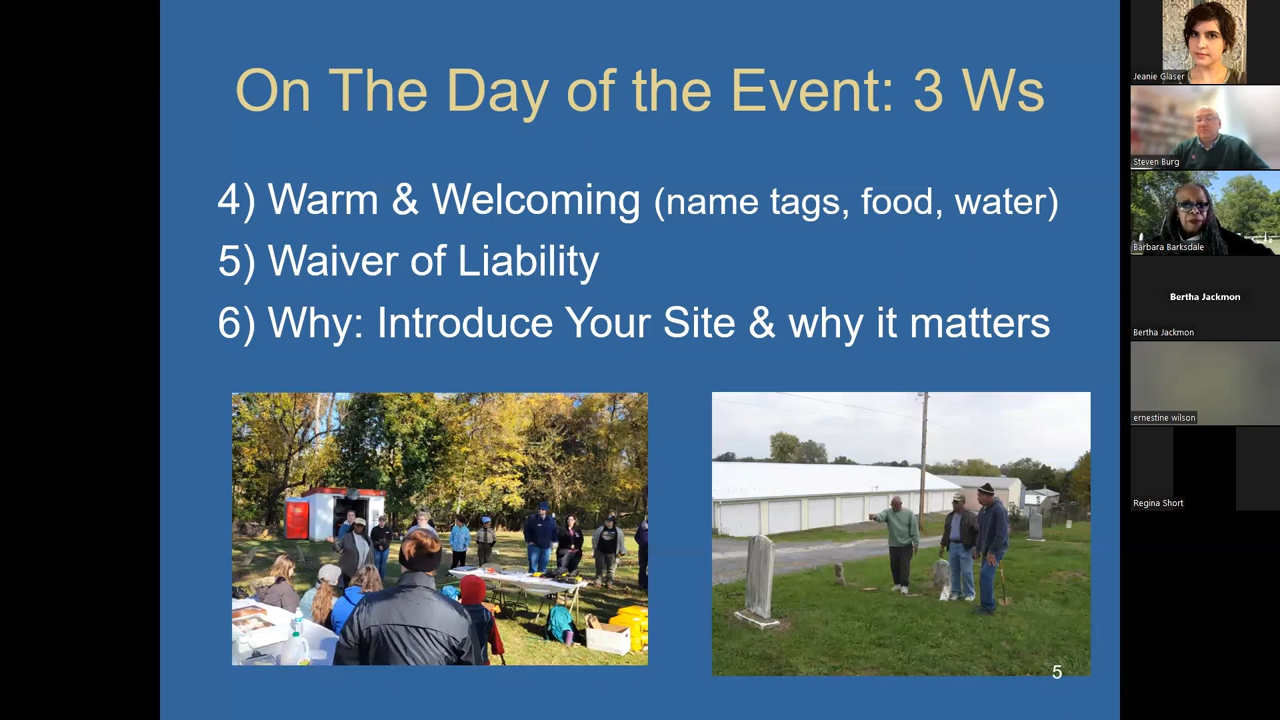 On The Day of the Event: 3 Ws
4) Warm & Welcoming (name tags, food, water)
5) Waiver of Liability
6) Why: Introduce Your Site & why it matters
5
Jeanie Glaser
Steven Burg
Barbara Barksdale
Bertha Jackmon
Bertha Jackmon
ernestine wilson
Regina Short